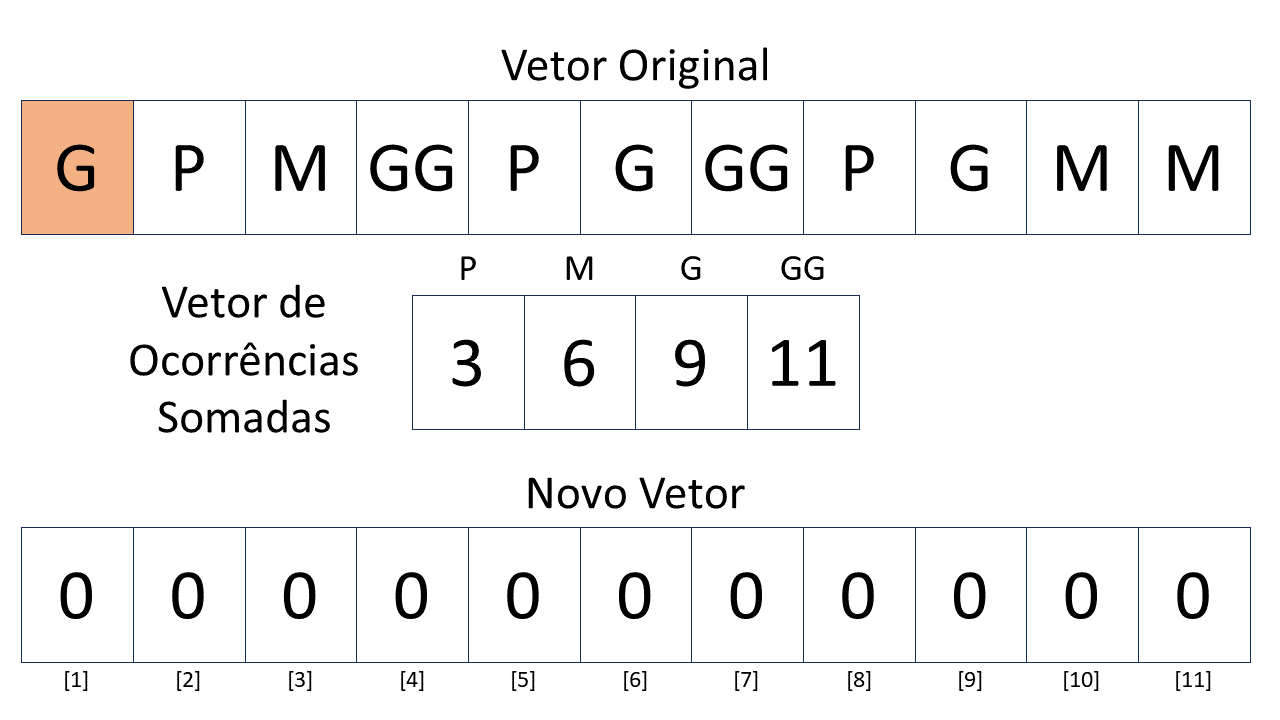 Vetor Original
G P M GG P G GG P G M M
P M G GG
Vetor de
Ocorrências
Somadas
3 6 9 11
Novo Vetor
0 0 0 0 0 0 0 0 0 0 0
[1] [2] [3] [4] [5] [6] [7] [8] [9] [10] [11]